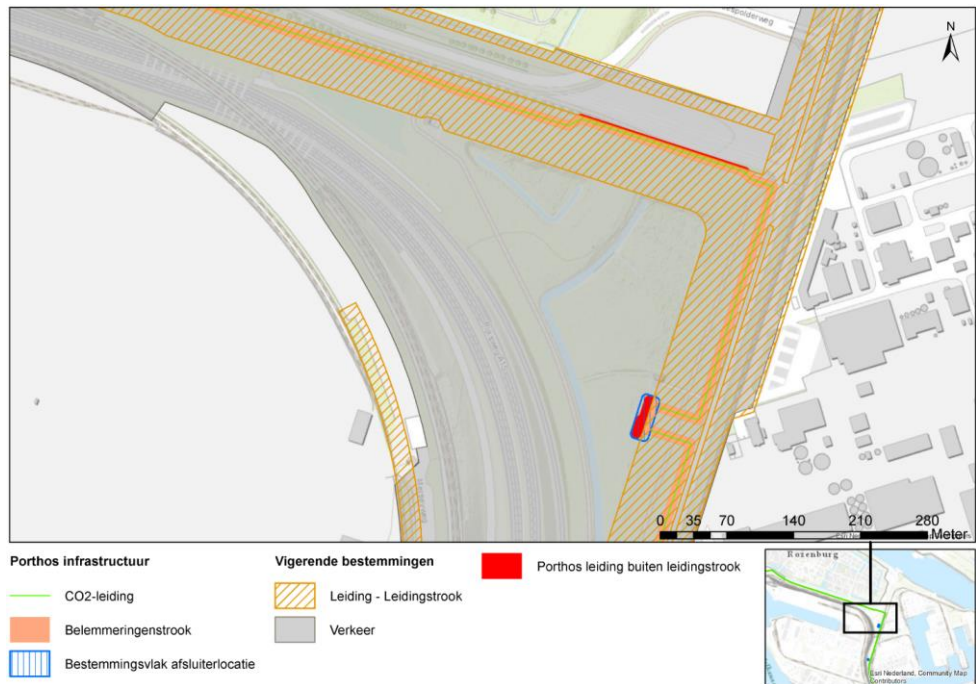 N
0 35 70 140 210 280
Meter
Porthos infrastructuur
CO2-leiding
Belemmeringenstrook
Bestemmingsvlak afsluiterlocatie
Vigerende bestemmingen
Leiding - Leidingstrook
Verkeer
Porthos leiding buiten leidingstrook
Rozenburg
Esri Nederland, Community Map
Contributors